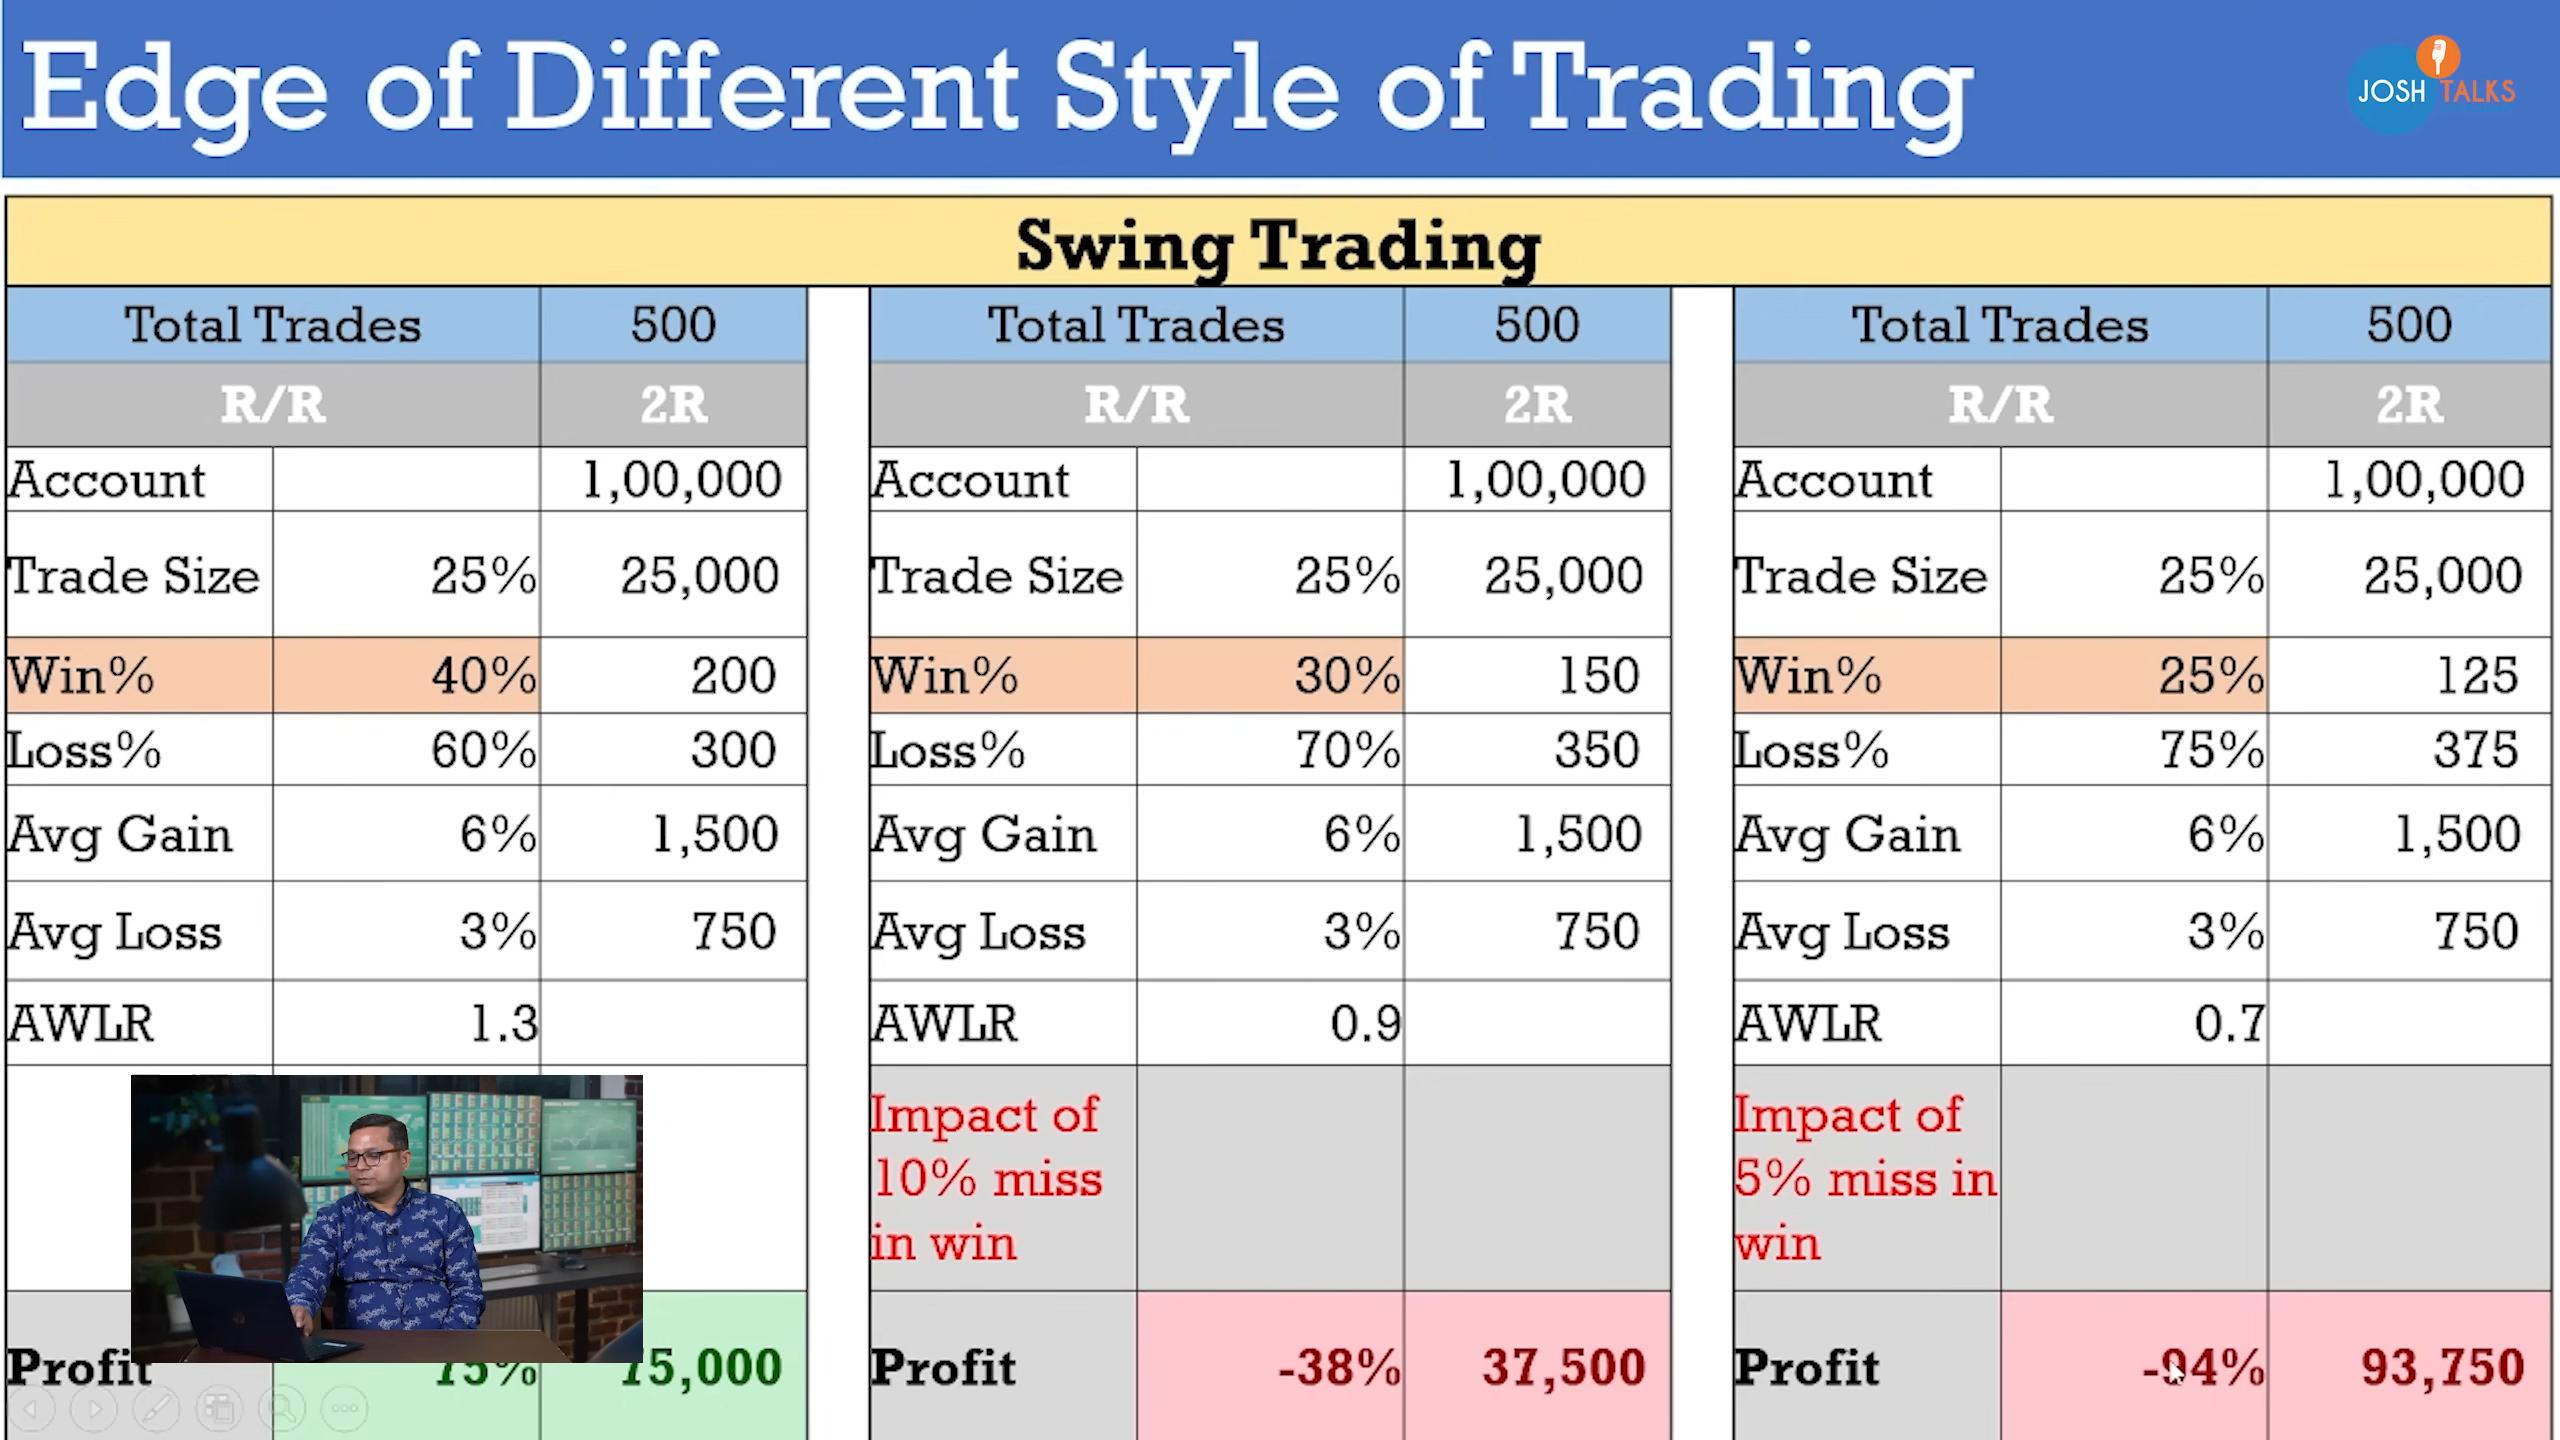 Edge of Different Style of Trading
JOSH TALKS
Swing Trading
Total Trades 500
R/R 2R
Account 1,00,000
Trade Size 25% 25,000
Win% 40% 200
Loss% 60% 300
Avg Gain 6% 1,500
Avg Loss 3% 750
AWLR 1.3
Profit 75% 75,000
Total Trades 500
R/R 2R
Account 1,00,000
Trade Size 25% 25,000
Win% 30% 150
Loss% 70% 350
Avg Gain 6% 1,500
Avg Loss 3% 750
AWLR 0.9
Impact of
10% miss
in win
Profit -38% 37,500
Total Trades 500
R/R 2R
Account 1,00,000
Trade Size 25% 25,000
Win% 25% 125
Loss% 75% 375
Avg Gain 6% 1,500
Avg Loss 3% 750
AWLR 0.7
Impact of
5% miss in
win
Profit -94% 93,750